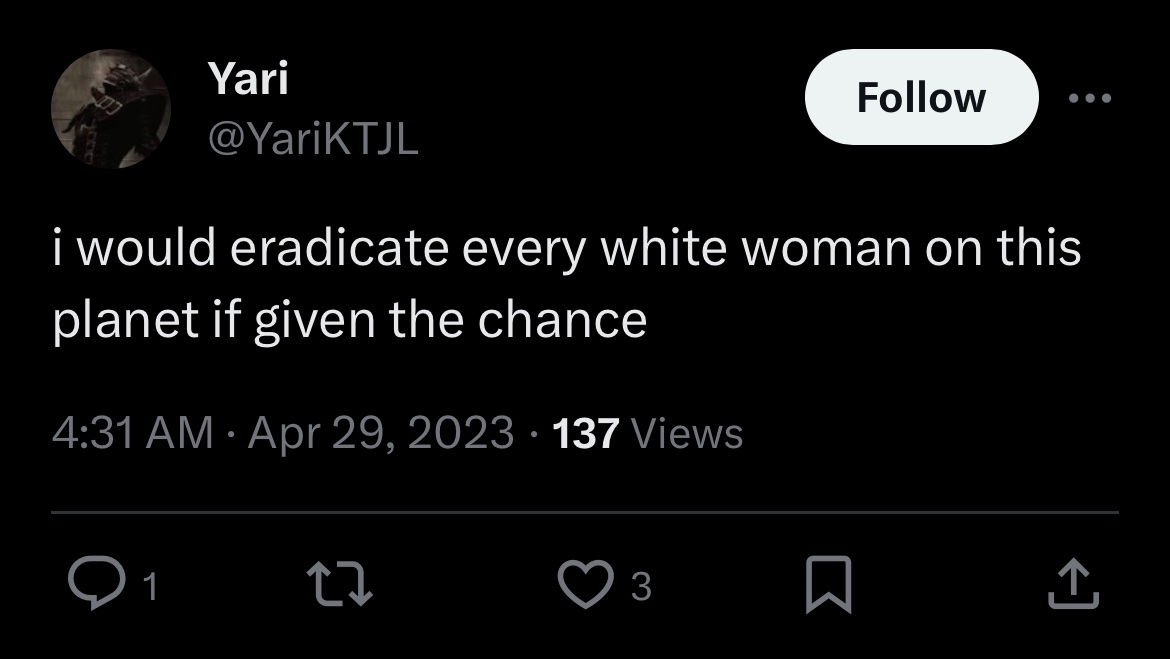 Yari
Follow
@YariKTJL
i would eradicate every white woman on this
planet if given the chance
4:31 AM · Apr 29, 2023 · 137 Views
1
3